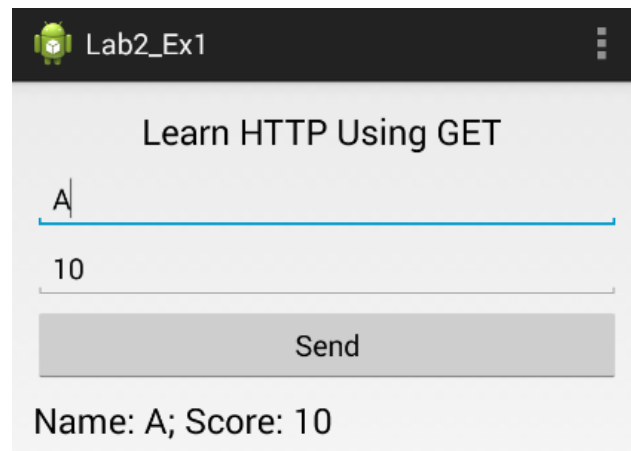 Lab2_Ex1
Learn HTTP Using GET
A
10
Send
Name: A; Score: 10